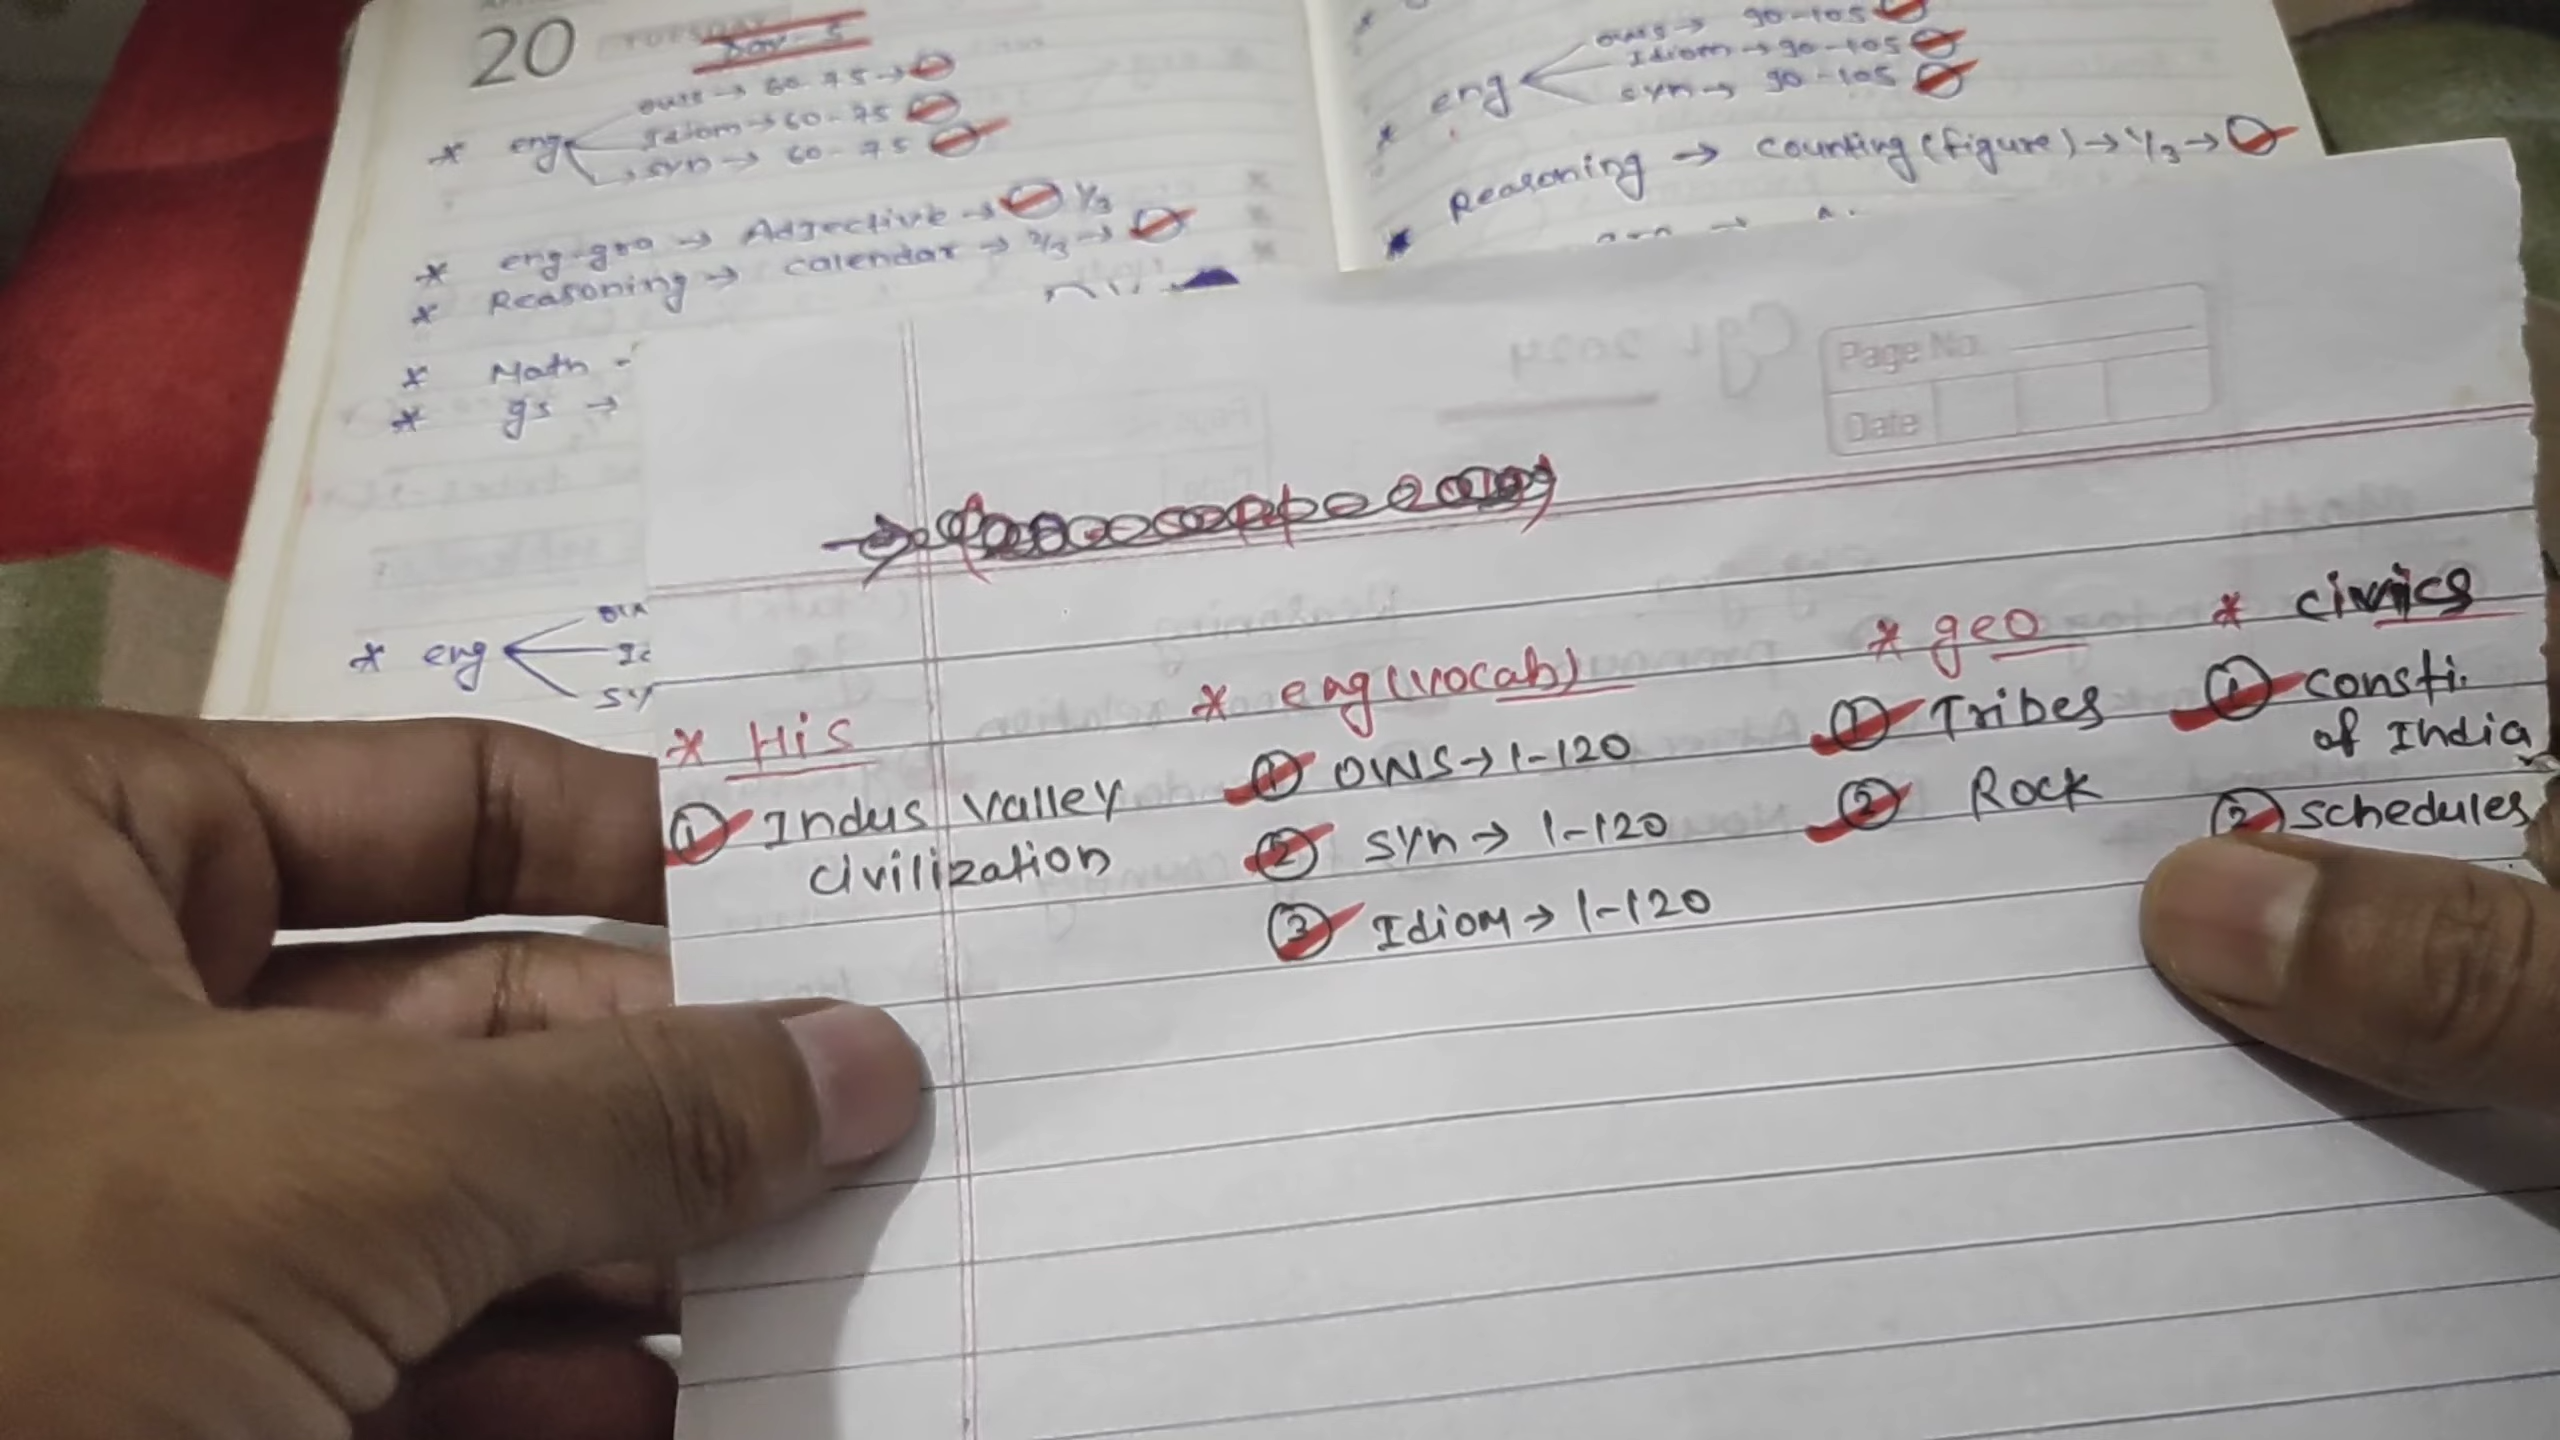 20 TUESDAY
Day - 5
ows → 60-75 →
* eng Idiom → 60-75
syn → 60-75
* eng-gra → Adjective → 1/3
* Reasoning → calendar → 2/3 →
* Math -
* gs →
* eng
SY
ows → 90-105
* eng Idiom → 90-105
syn → 90-105
* Reasoning → counting (figure) → 1/3 →
Page No.
Date
* His
① Indus Valley
civilization
* eng (vocab)
① OWS → 1-120
② Syn → 1-120
③ Idiom → 1-120
* geo
① Tribes
② Rock
* civics
① consti.
of India
② schedules